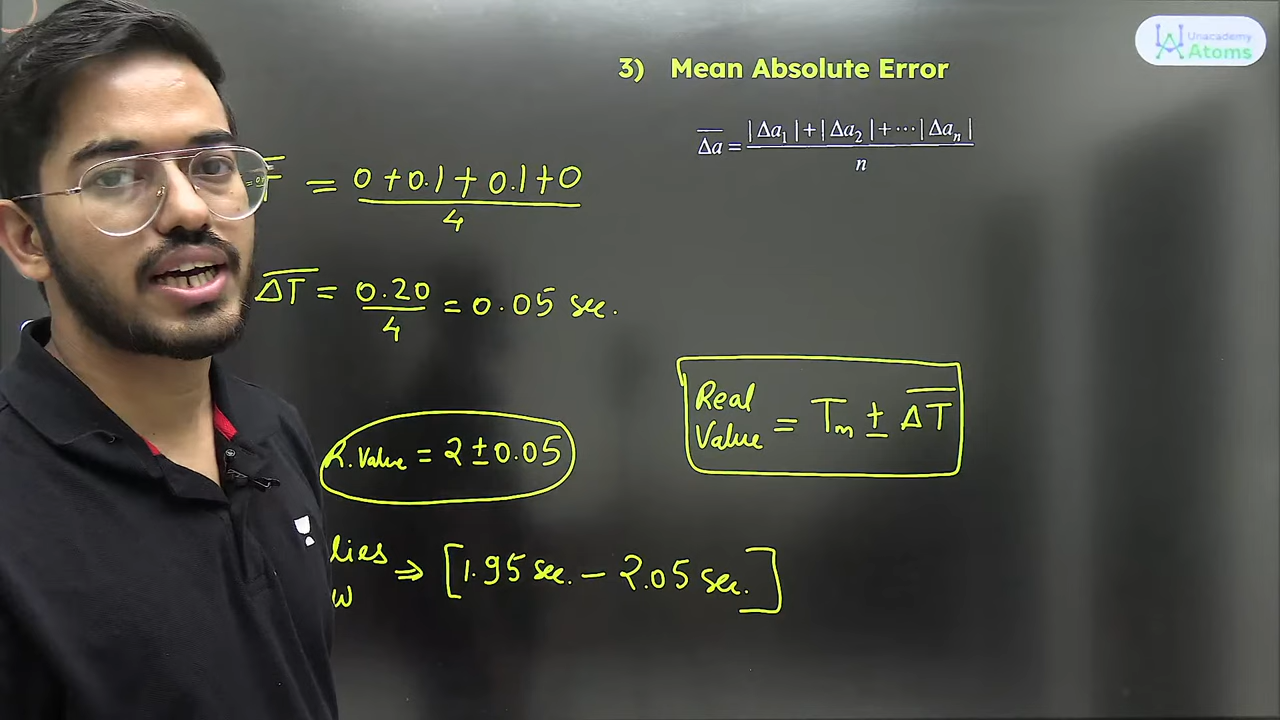 Unacademy
Atoms
3) Mean Absolute Error
Δa = |Δa₁|+|Δa₂|+⋯|Δaₙ| / n
= 0+0.1+0.1+0 / 4
ΔT = 0.20 / 4 = 0.05 sec.
Real Value = Tm ± ΔT
R. Value = 2 ± 0.05
lies ⇒ [1.95 sec. – 2.05 sec.]